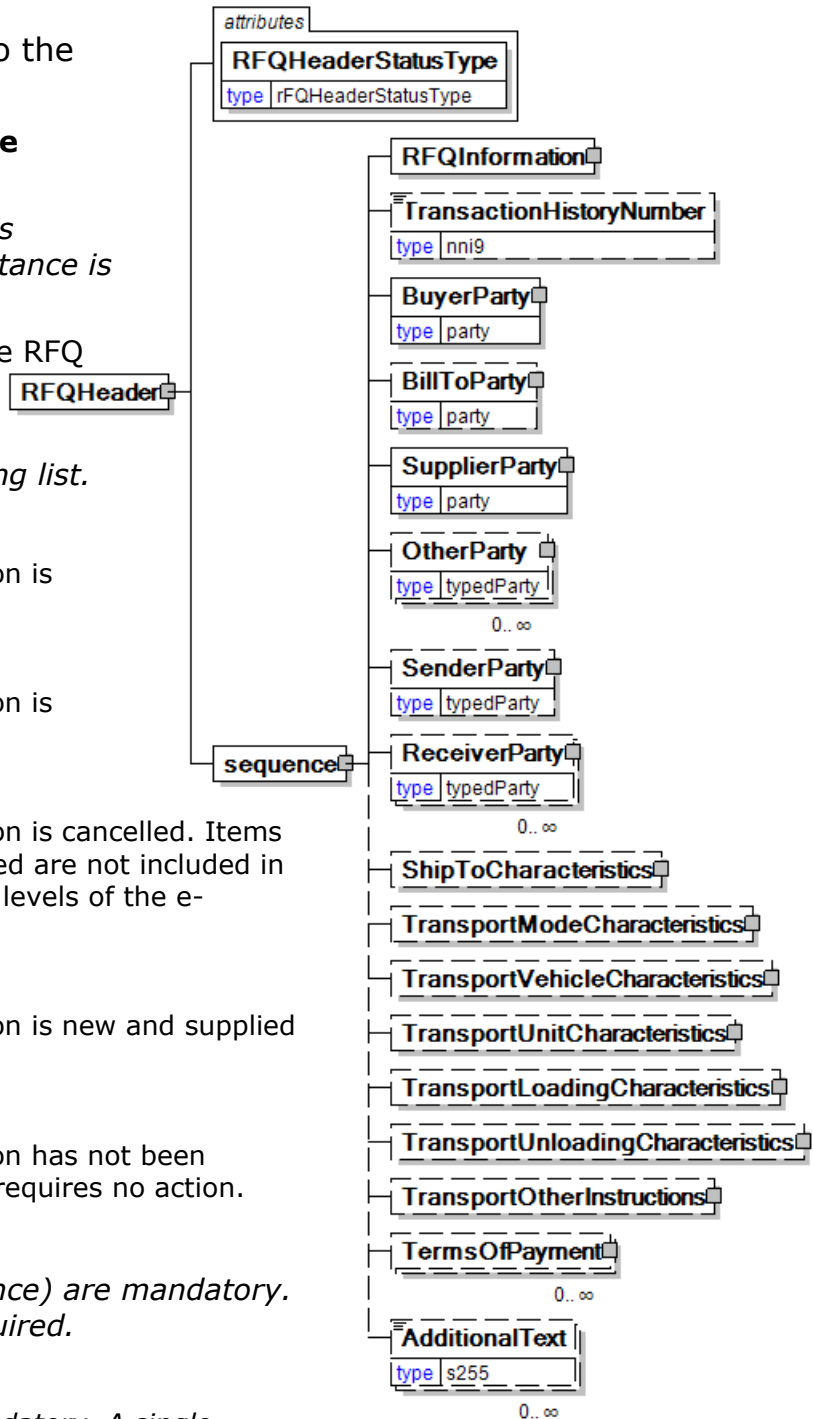 o the
e
s
tance is
e RFQ
ng list.
on is
on is
on is cancelled. Items
ed are not included in
levels of the e-
on is new and supplied
on has not been
requires no action.
nce) are mandatory.
uired.
datory. A single
RFQHeader
attributes
RFQHeaderStatusType
type rFQHeaderStatusType
sequence
RFQInformation
TransactionHistoryNumber
type nni9
BuyerParty
type party
BillToParty
type party
SupplierParty
type party
OtherParty
type typedParty
0.. ∞
SenderParty
type typedParty
ReceiverParty
type typedParty
0.. ∞
ShipToCharacteristics
TransportModeCharacteristics
TransportVehicleCharacteristics
TransportUnitCharacteristics
TransportLoadingCharacteristics
TransportUnloadingCharacteristics
TransportOtherInstructions
TermsOfPayment
0.. ∞
AdditionalText
type s255
0.. ∞